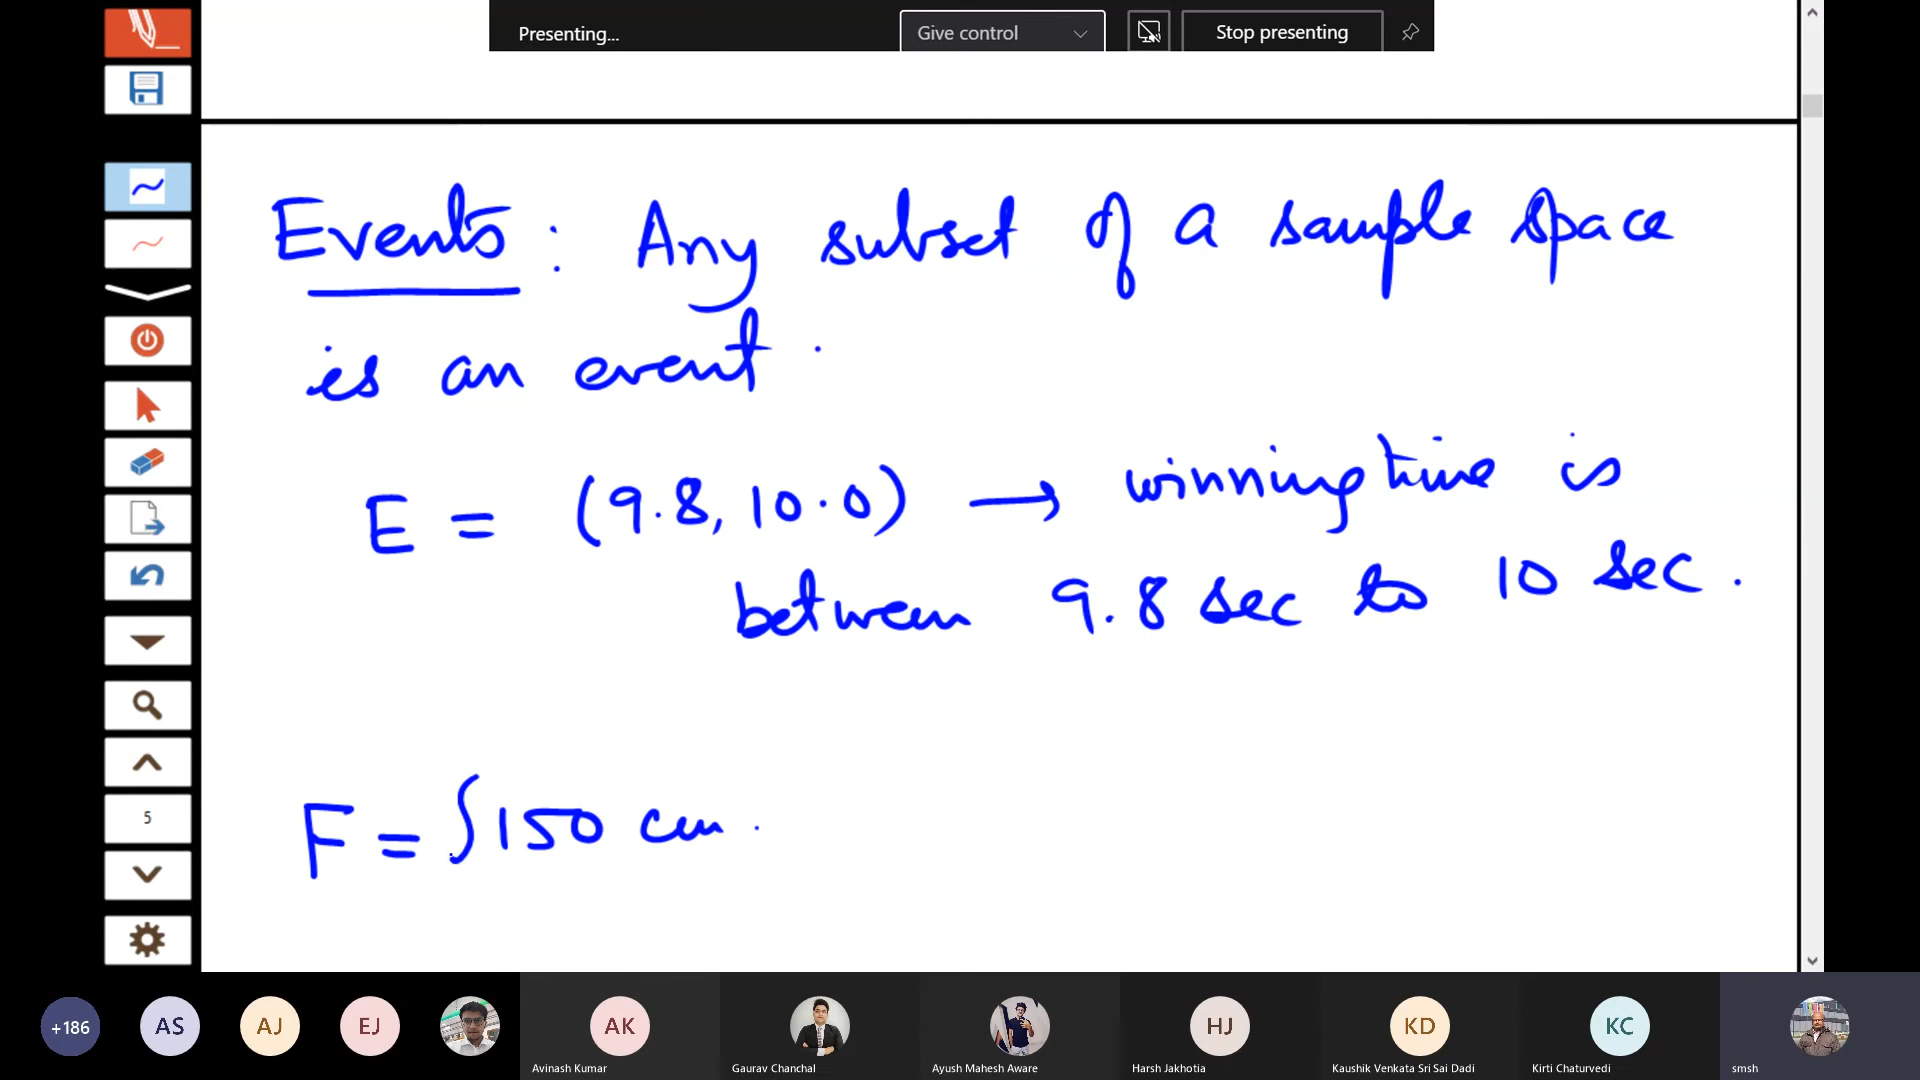 Presenting...
Give control
Stop presenting
Events : Any subset of a sample space
is an event .
E = (9.8, 10.0) → winning time is
between 9.8 sec to 10 sec .
5
F = ∫ 150 cm .
+186
AS
AJ
EJ
AK
HJ
KD
KC
Avinash Kumar
Gaurav Chanchal
Ayush Mahesh Aware
Harsh Jakhotia
Kaushik Venkata Sri Sai Dadi
Kirti Chaturvedi
smsh